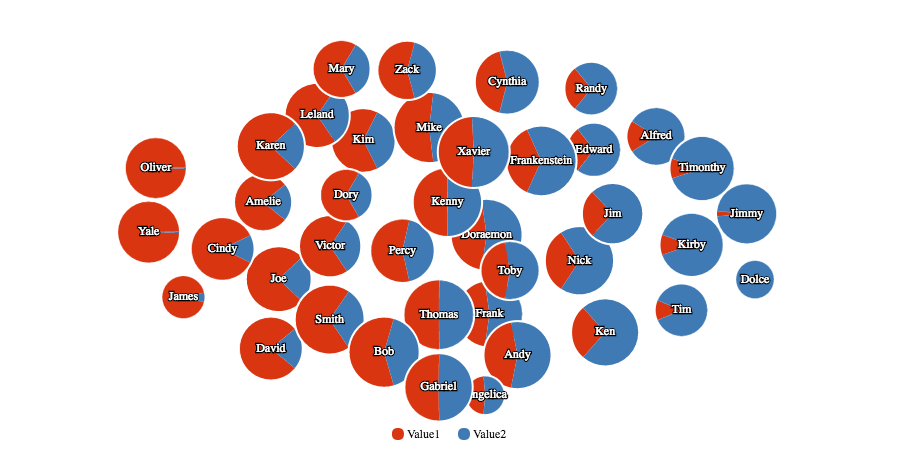 Mary
Zack
Cynthia
Randy
Leland
Mike
Alfred
Kim
Karen
Xavier
Edward
Frankenstein
Oliver
Timonthy
Dory
Amelie
Kenny
Jim
Jimmy
Yale
Doraemon
Victor
Kirby
Cindy
Percy
Nick
Toby
Joe
Dolce
James
Tim
Frank
Thomas
Smith
Ken
David
Bob
Andy
Gabriel
ngelica
Value1 Value2